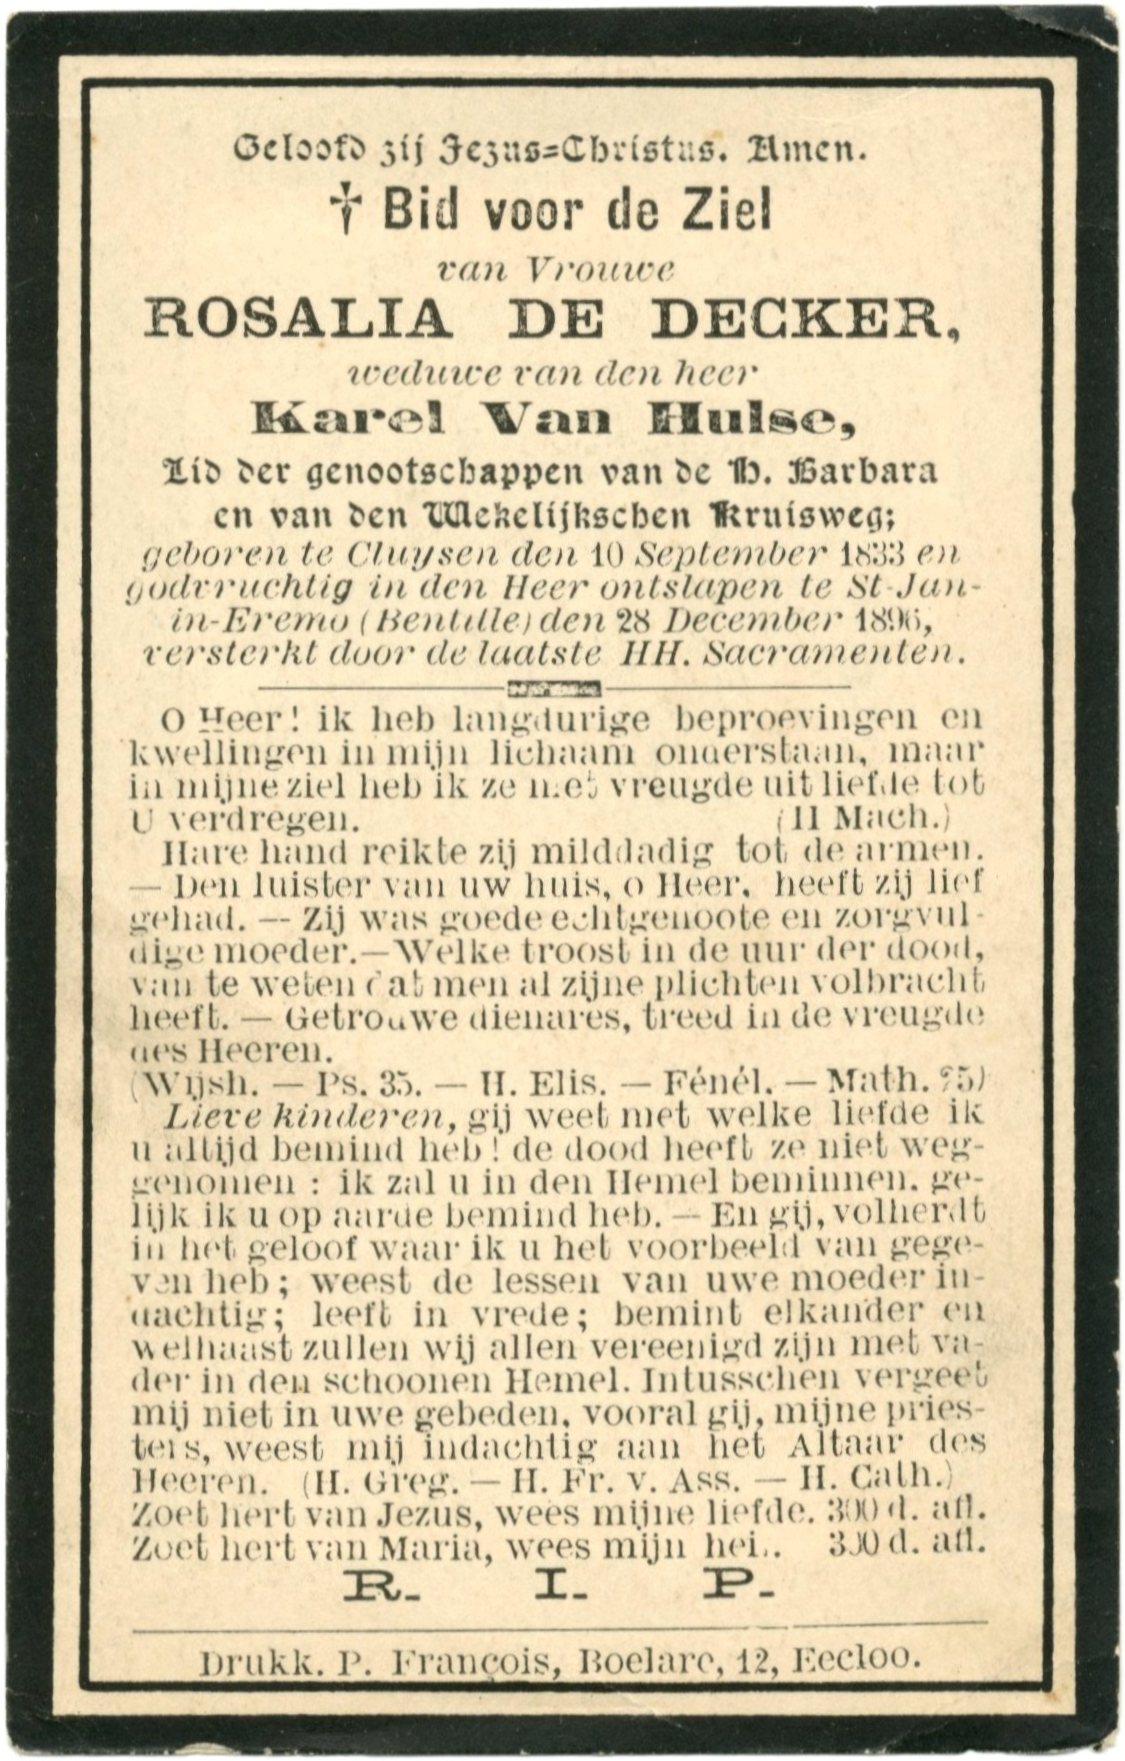 Geloofd zij Jezus=Christus. Amen.
† Bid voor de Ziel
van Vrouwe
ROSALIA DE DECKER,
weduwe van den heer
Karel Van Hulse,
Lid der genootschappen van de H. Barbara
en van den Wekelijkschen Kruisweg;
geboren te Cluysen den 10 September 1833 en
godvruchtig in den Heer ontslapen te St-Jan-
in-Eremo (Bentille) den 28 December 1896,
versterkt door de laatste HH. Sacramenten.
O Heer! ik heb langdurige beproevingen en
kwellingen in mijn lichaam onderstaan, maar
in mijne ziel heb ik ze met vreugde uit liefde tot
U verdregen. (II Mach.)
Hare hand reikte zij milddadig tot de armen.
— Den luister van uw huis, o Heer, heeft zij lief
gehad. — Zij was goede echtgenoote en zorgvul-
dige moeder. — Welke troost in de uur der dood,
van te weten dat men al zijne plichten volbracht
heeft. — Getrouwe dienares, treed in de vreugde
des Heeren.
(Wijsh. — Ps. 35. — H. Elis. — Fénél. — Math. 25)
Lieve kinderen, gij weet met welke liefde ik
u altijd bemind heb! de dood heeft ze niet weg-
genomen : ik zal u in den Hemel beminnen, ge-
lijk ik u op aarde bemind heb. — En gij, volherdt
in het geloof waar ik u het voorbeeld van gege-
ven heb; weest de lessen van uwe moeder in-
dachtig; leeft in vrede; bemint elkander en
welhaast zullen wij allen vereenigd zijn met va-
der in den schoonen Hemel. Intusschen vergeet
mij niet in uwe gebeden, vooral gij, mijne pries-
ters, weest mij indachtig aan het Altaar des
Heeren. (H. Greg. — H. Fr. v. Ass. — H. Cath.)
Zoet hert van Jezus, wees mijne liefde. 300 d. afl.
Zoet hert van Maria, wees mijn heil. 300 d. afl.
R. I. P.
Drukk. P. François, Boelare, 12, Eecloo.